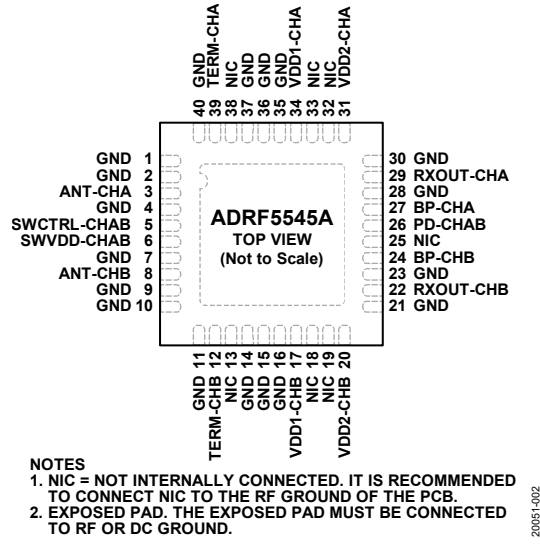 40 GND
39 TERM-CHA
38 NIC
37 GND
36 GND
35 GND
34 VDD1-CHA
33 NIC
32 NIC
31 VDD2-CHA
GND 1
GND 2
ANT-CHA 3
GND 4
SWCTRL-CHAB 5
SWVDD-CHAB 6
GND 7
ANT-CHB 8
GND 9
GND 10
ADRF5545A
TOP VIEW
(Not to Scale)
30 GND
29 RXOUT-CHA
28 GND
27 BP-CHA
26 PD-CHAB
25 NIC
24 BP-CHB
23 GND
22 RXOUT-CHB
21 GND
GND 11
TERM-CHB 12
NIC 13
GND 14
GND 15
GND 16
VDD1-CHB 17
NIC 18
NIC 19
VDD2-CHB 20
NOTES
1. NIC = NOT INTERNALLY CONNECTED. IT IS RECOMMENDED
TO CONNECT NIC TO THE RF GROUND OF THE PCB.
2. EXPOSED PAD. THE EXPOSED PAD MUST BE CONNECTED
TO RF OR DC GROUND.
20051-002